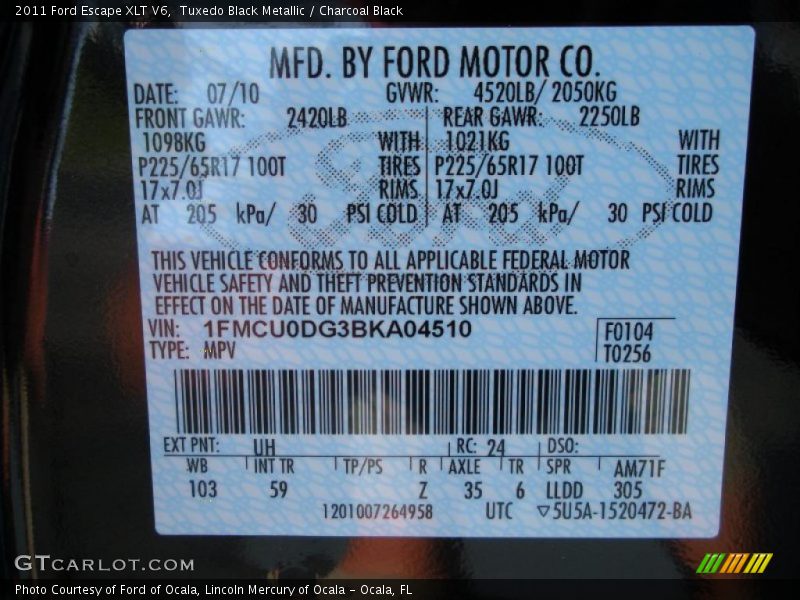 2011 Ford Escape XLT V6,  Tuxedo Black Metallic / Charcoal Black
MFD. BY FORD MOTOR CO.
DATE: 07/10 GVWR: 4520LB/ 2050KG
FRONT GAWR: 2420LB REAR GAWR: 2250LB
1098KG WITH 1021KG WITH
P225/65R17 100T TIRES P225/65R17 100T TIRES
17x7.0J RIMS 17x7.0J RIMS
AT 205 kPa/ 30 PSI COLD AT 205 kPa/ 30 PSI COLD
Ford
THIS VEHICLE CONFORMS TO ALL APPLICABLE FEDERAL MOTOR
VEHICLE SAFETY AND THEFT PREVENTION STANDARDS IN
EFFECT ON THE DATE OF MANUFACTURE SHOWN ABOVE.
VIN: 1FMCU0DG3BKA04510 F0104
TYPE: MPV T0256
EXT PNT: UH RC: 24 DSO:
WB INT TR TP/PS R AXLE TR SPR AM71F
103 59 Z 35 6 LLDD 305
1201007264958 UTC ▽5U5A-1520472-BA
GTCARLOT.COM
Photo Courtesy of Ford of Ocala, Lincoln Mercury of Ocala – Ocala, FL